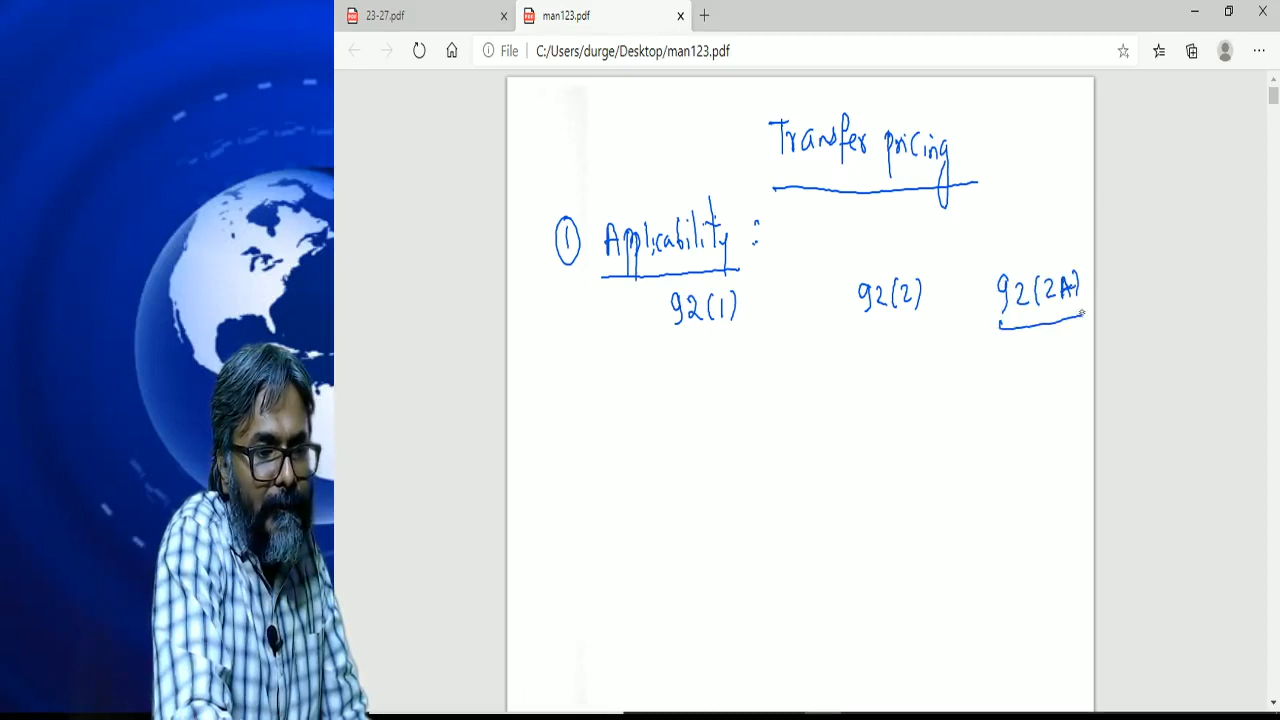 23-27.pdf man123.pdf
File C:/Users/durge/Desktop/man123.pdf
Transfer pricing
① Applicability :
92(1) 92(2) 92(2A)